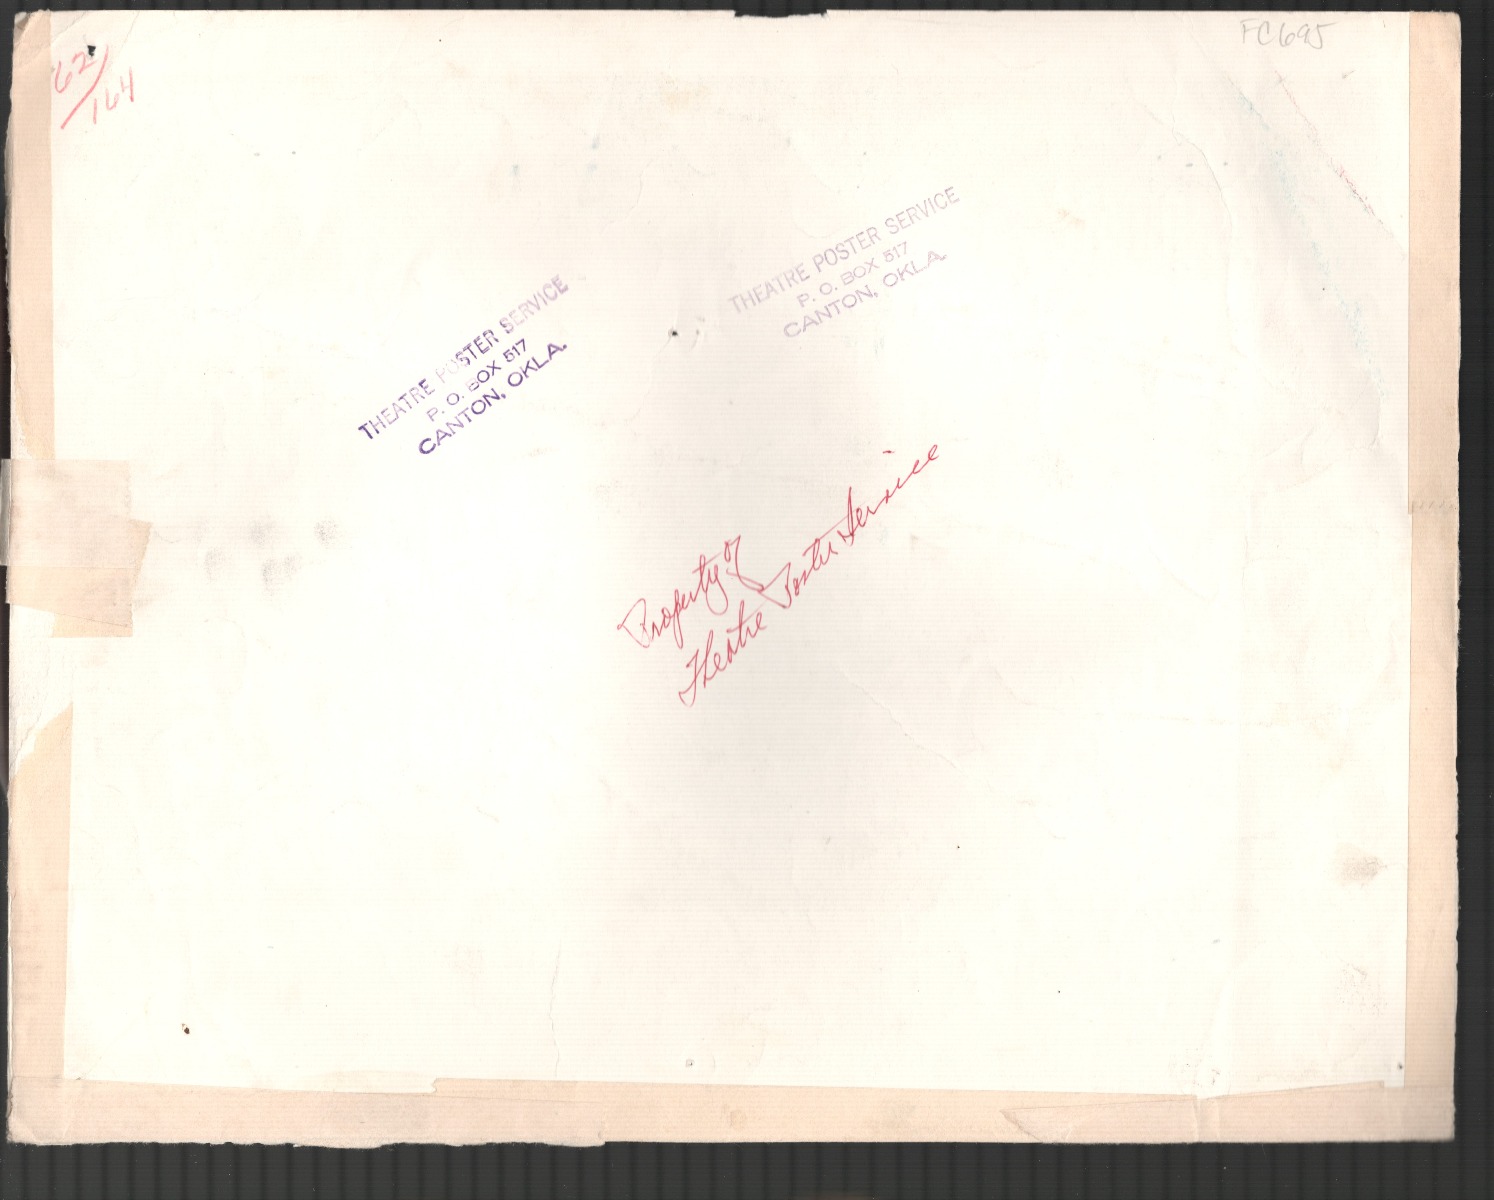 FC695
62/164
THEATRE POSTER SERVICE
P. O. BOX 517
CANTON, OKLA.
THEATRE POSTER SERVICE
P. O. BOX 517
CANTON, OKLA.
Property of
Theatre Poster Service